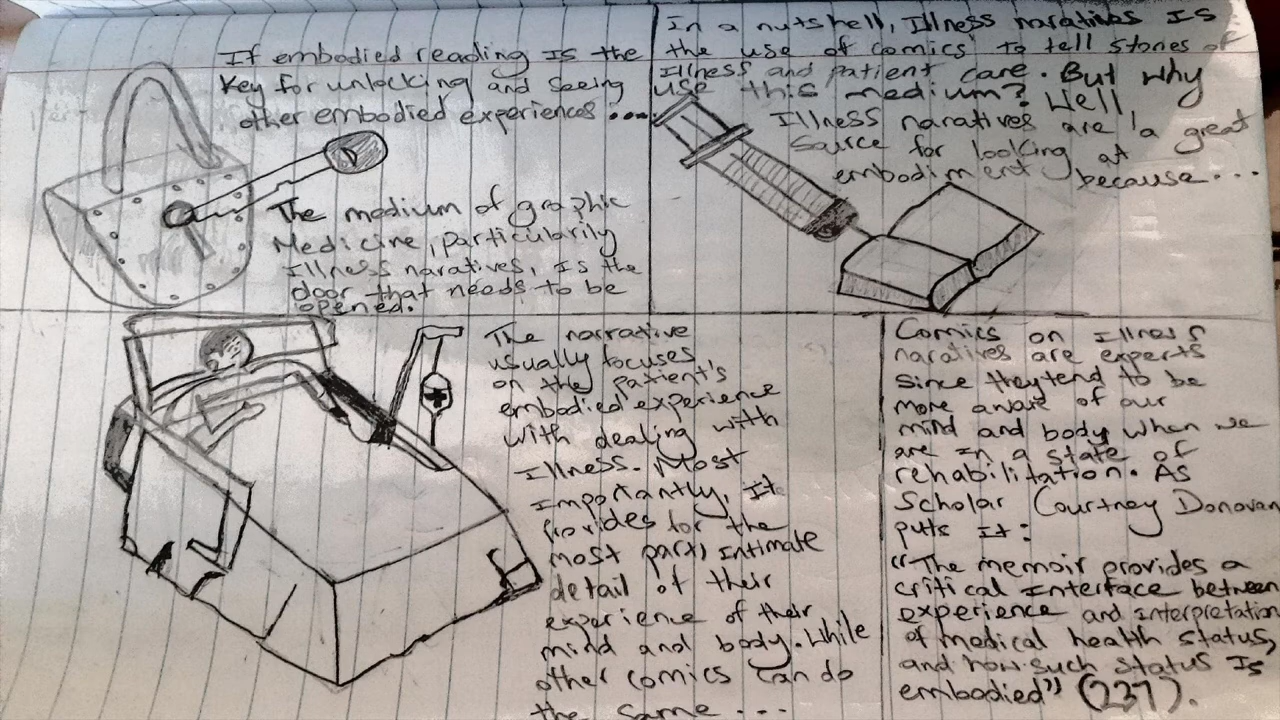 If embodied reading Is the
Key for unlocking and seeing
other embodied experiences ....
The medium of graphic
Medicine, particularily
Illness naratives, Is the
door that needs to be
opened.
In a nutshell, Illness naratives Is
the use of comics to tell stories of
Illness and patient care. But why
use this medium? Well,
Illness naratives are a great
Source for looking at
embodiment because...
The narrative
usually focuses
on the patient's
embodied experience
with dealing with
Illness. Most
Importantly, It
Provides for the
most part, Intimate
detail of their
experience of their
mind and body. While
other comics can do
the same ...
Comics on Illness
naratives are experts
since they tend to be
more aware of our
mind and body when we
are In a state of
rehabilitation. As
Scholar Courtney Donovan
puts It:
"The memoir provides a
critical Interface between
experience and interpretation
of medical health status,
and how such status Is
embodied" (237).